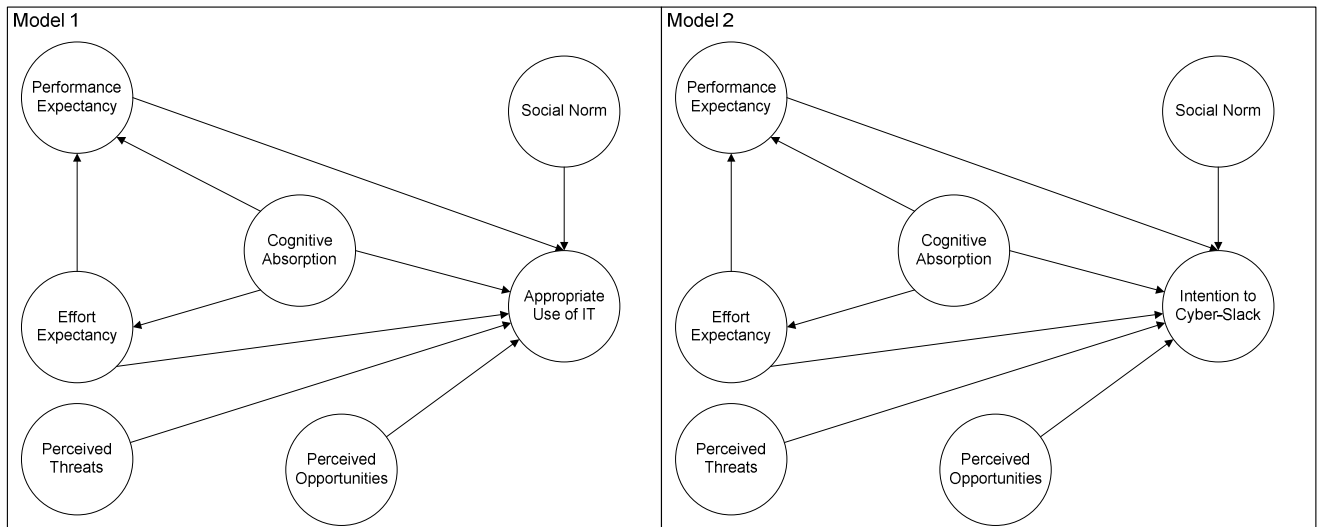 Model 1
Performance
Expectancy
Social Norm
Cognitive
Absorption
Effort
Expectancy
Appropriate
Use of IT
Perceived
Threats
Perceived
Opportunities
Model 2
Performance
Expectancy
Social Norm
Cognitive
Absorption
Effort
Expectancy
Intention to
Cyber-Slack
Perceived
Threats
Perceived
Opportunities